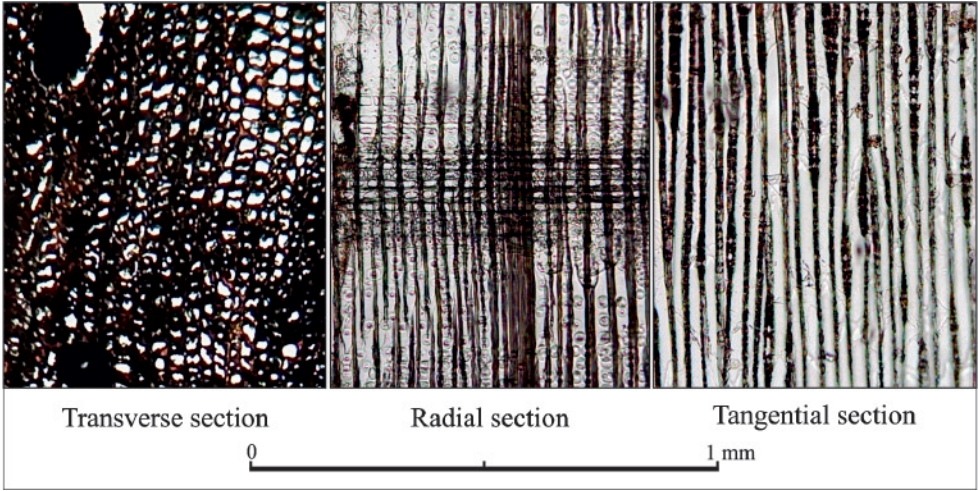 Transverse section
Radial section
Tangential section
0
1 mm